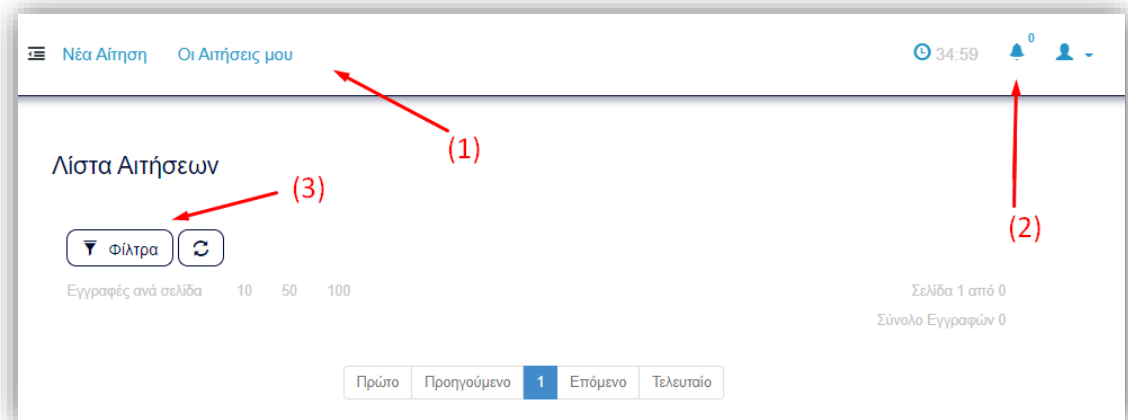 Νέα Αίτηση Οι Αιτήσεις μου 34:59 0
(1)
Λίστα Αιτήσεων
(3)
(2)
Φίλτρα
Εγγραφές ανά σελίδα 10 50 100 Σελίδα 1 από 0
Σύνολο Εγγραφών 0
Πρώτο Προηγούμενο 1 Επόμενο Τελευταίο